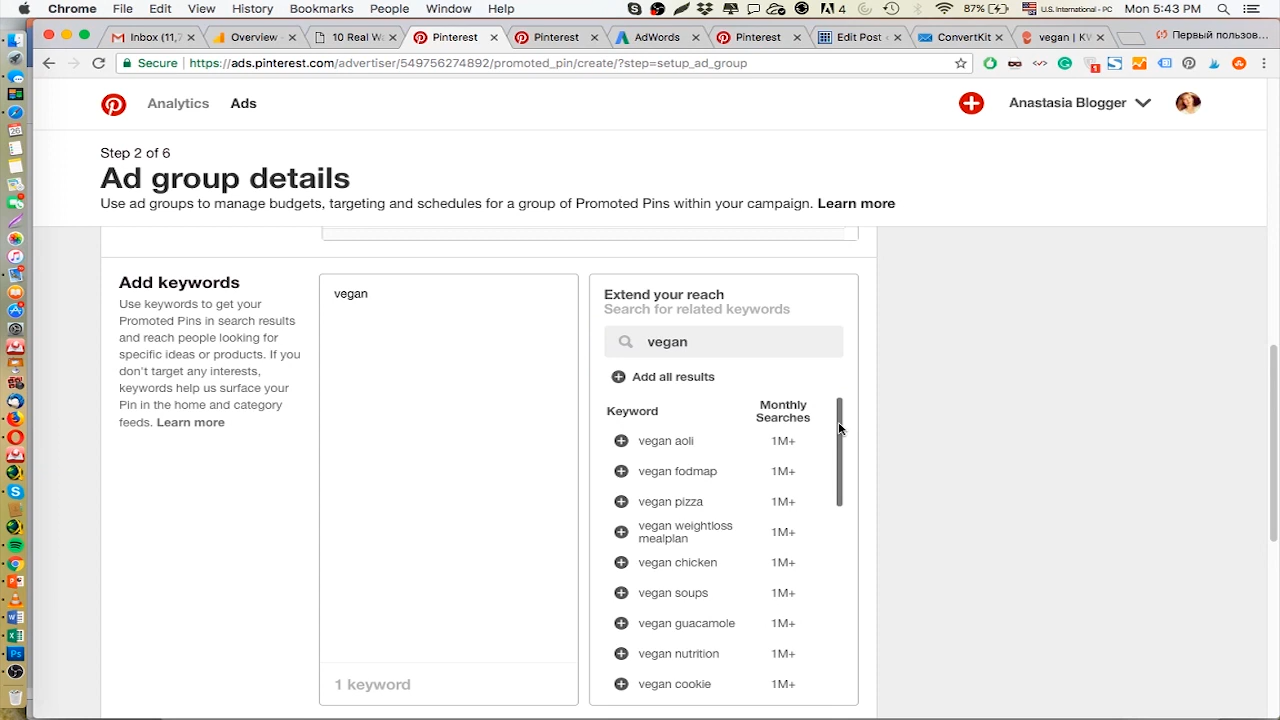 Chrome File Edit View History Bookmarks People Window Help
4 87% U.S. International - PC Mon 5:43 PM
Inbox (11,7
Overview -
10 Real Wo
Pinterest
Pinterest
AdWords
Pinterest
Edit Post ‹
ConvertKit
vegan | KW
Первый пользов...
Secure https://ads.pinterest.com/advertiser/549756274892/promoted_pin/create/?step=setup_ad_group
Analytics Ads
Anastasia Blogger
Step 2 of 6
Ad group details
Use ad groups to manage budgets, targeting and schedules for a group of Promoted Pins within your campaign. Learn more
Add keywords
Use keywords to get your
Promoted Pins in search results
and reach people looking for
specific ideas or products. If you
don't target any interests,
keywords help us surface your
Pin in the home and category
feeds. Learn more
vegan
1 keyword
Extend your reach
Search for related keywords
vegan
Add all results
Keyword Monthly
Searches
vegan aoli 1M+
vegan fodmap 1M+
vegan pizza 1M+
vegan weightloss
mealplan 1M+
vegan chicken 1M+
vegan soups 1M+
vegan guacamole 1M+
vegan nutrition 1M+
vegan cookie 1M+